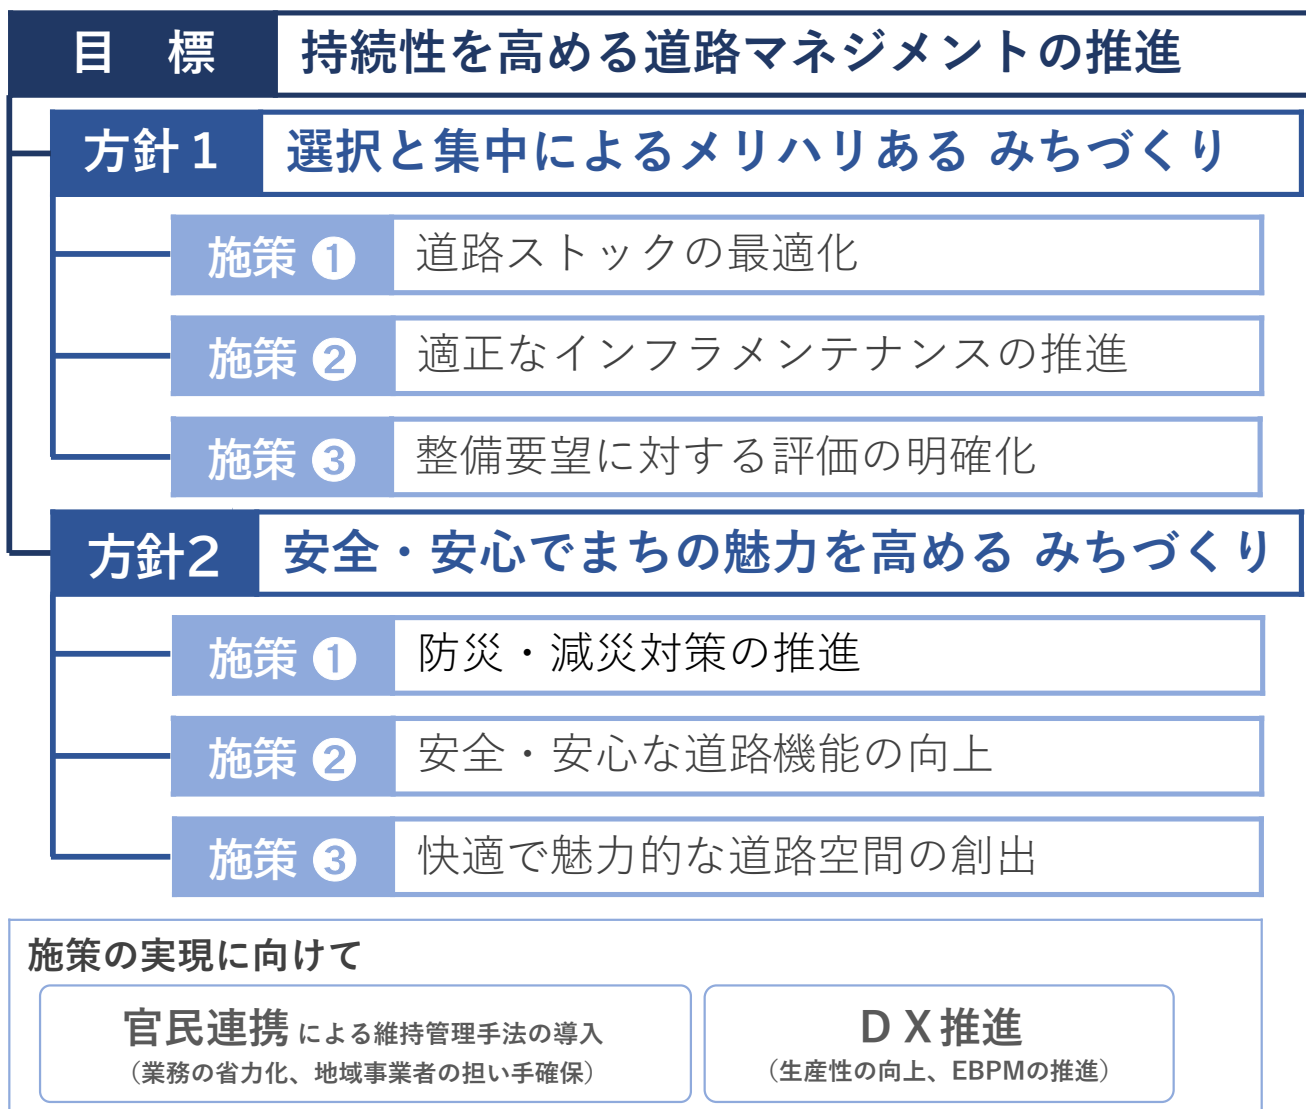 目　標 持続性を高める道路マネジメントの推進
方針1 選択と集中によるメリハリある みちづくり
施策 ❶ 道路ストックの最適化
施策 ❷ 適正なインフラメンテナンスの推進
施策 ❸ 整備要望に対する評価の明確化
方針2 安全・安心でまちの魅力を高める みちづくり
施策 ❶ 防災・減災対策の推進
施策 ❷ 安全・安心な道路機能の向上
施策 ❸ 快適で魅力的な道路空間の創出
施策の実現に向けて
官民連携 による維持管理手法の導入
（業務の省力化、地域事業者の担い手確保）
ＤＸ推進
（生産性の向上、EBPMの推進）